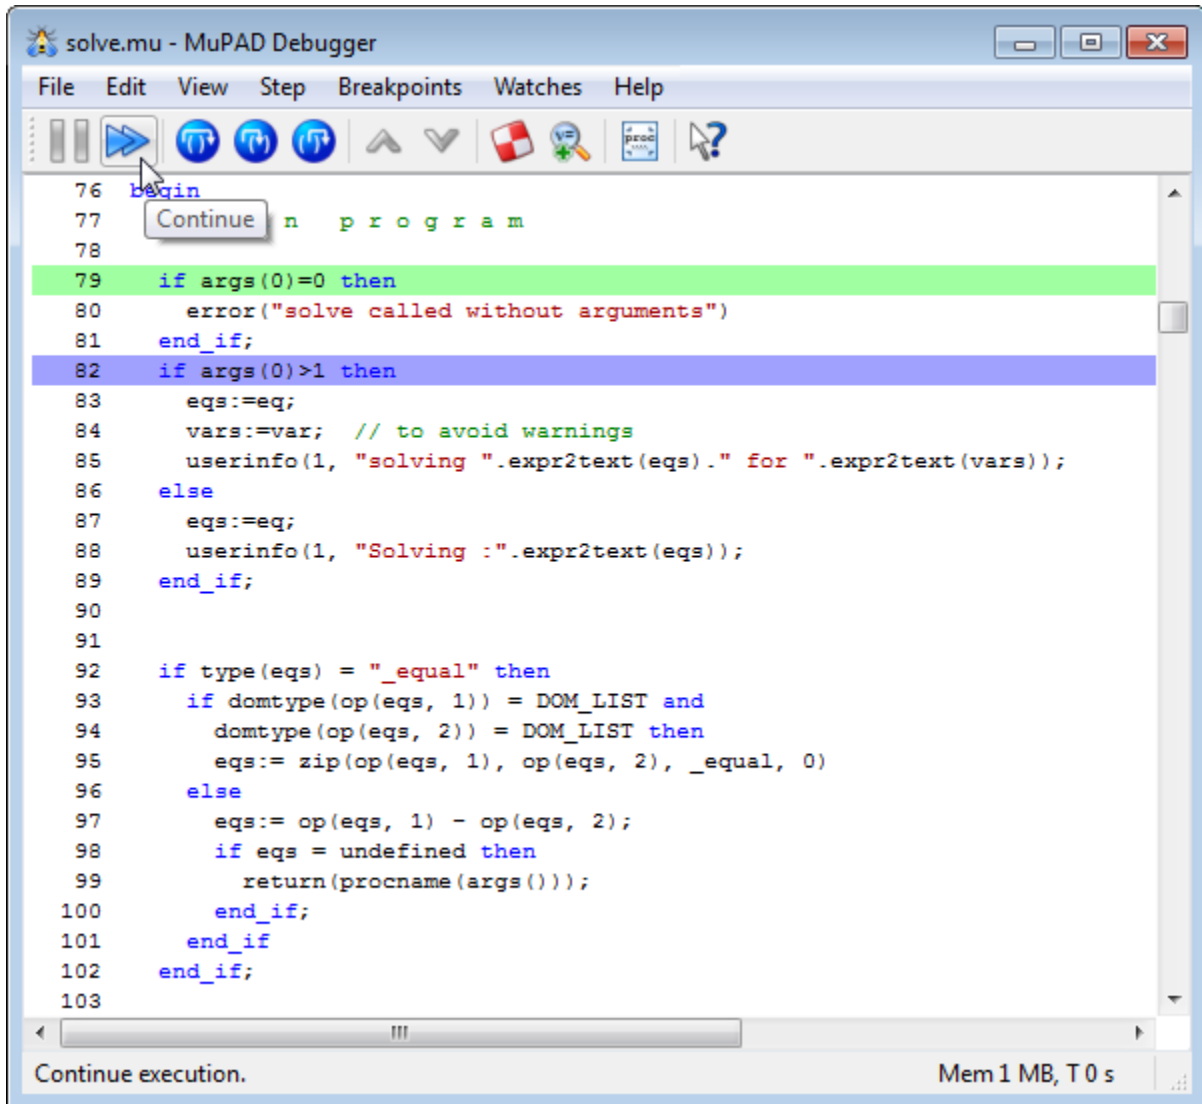 solve.mu - MuPAD Debugger
File Edit View Step Breakpoints Watches Help
v=
proc
76 begin
Continue
77 n   p r o g r a m
78
79 if args(0)=0 then
80 error("solve called without arguments")
81 end_if;
82 if args(0)>1 then
83 eqs:=eq;
84 vars:=var;  // to avoid warnings
85 userinfo(1, "solving ".expr2text(eqs)." for ".expr2text(vars));
86 else
87 eqs:=eq;
88 userinfo(1, "Solving :".expr2text(eqs));
89 end_if;
90
91
92 if type(eqs) = "_equal" then
93 if domtype(op(eqs, 1)) = DOM_LIST and
94 domtype(op(eqs, 2)) = DOM_LIST then
95 eqs:= zip(op(eqs, 1), op(eqs, 2), _equal, 0)
96 else
97 eqs:= op(eqs, 1) - op(eqs, 2);
98 if eqs = undefined then
99 return(procname(args()));
100 end_if;
101 end_if
102 end_if;
103
Continue execution. Mem 1 MB, T 0 s